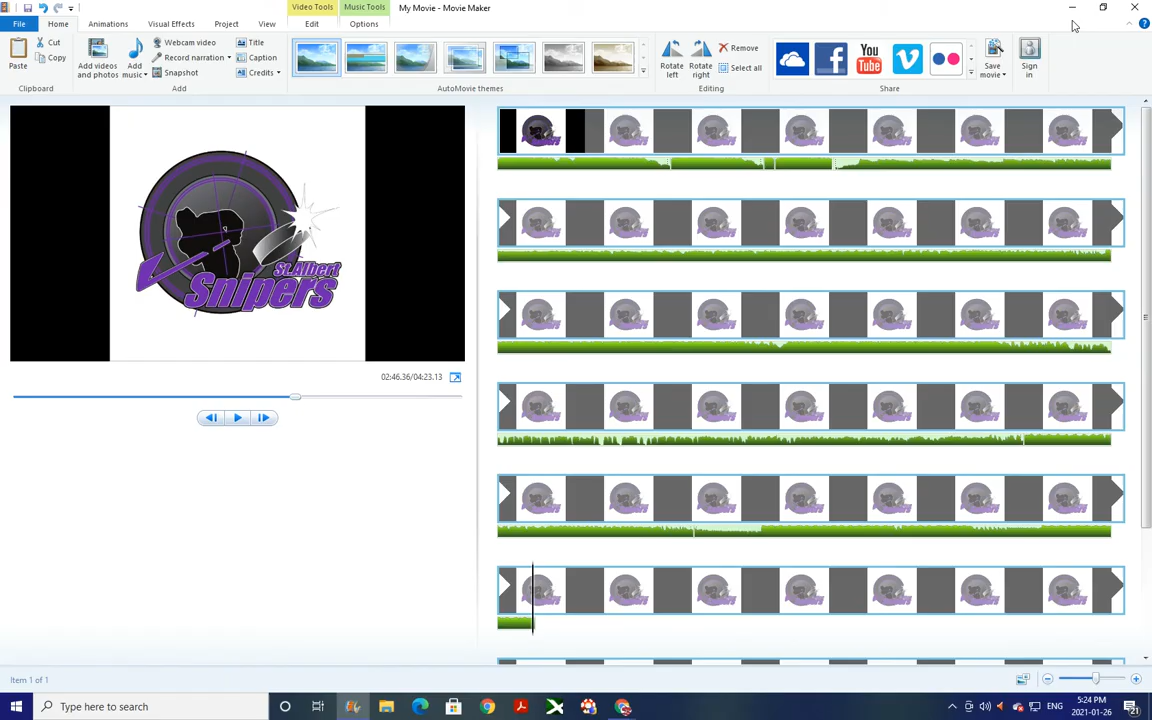 Video Tools Music Tools My Movie - Movie Maker
File Home Animations Visual Effects Project View Edit Options
Paste
Cut
Copy
Clipboard
Add videos
and photos
Add
music
Webcam video
Record narration
Snapshot
Title
Caption
Credits
Add
AutoMovie themes
Rotate
left
Rotate
right
Remove
Select all
Editing
You
Tube
Share
Save
movie
Sign
in
St.Albert
Snipers
02:46.36/04:23.13
Item 1 of 1
Type here to search
ENG
5:24 PM
2021-01-26
21